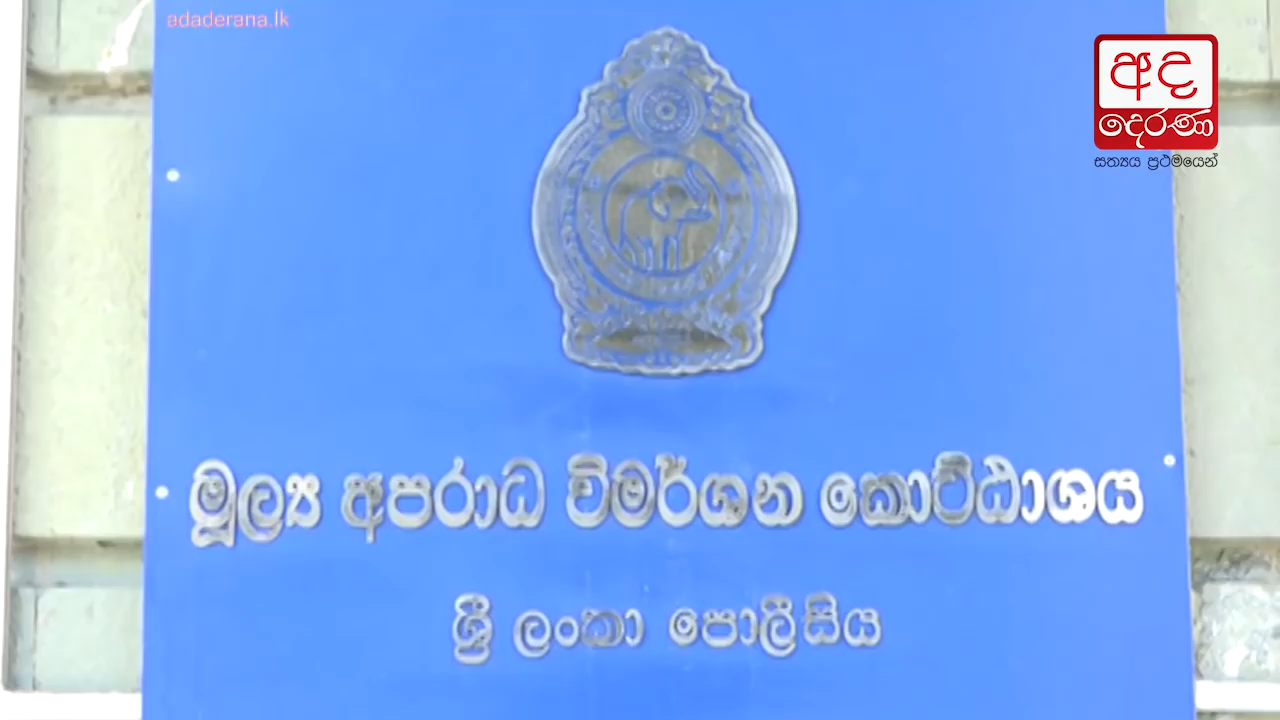 adaderana.lk
අද
දෙරණ
සත්‍යය ප්‍රථමයෙන්
මූල්‍ය අපරාධ විමර්ශන කොට්ඨාශය
ශ්‍රී ලංකා පොලීසිය